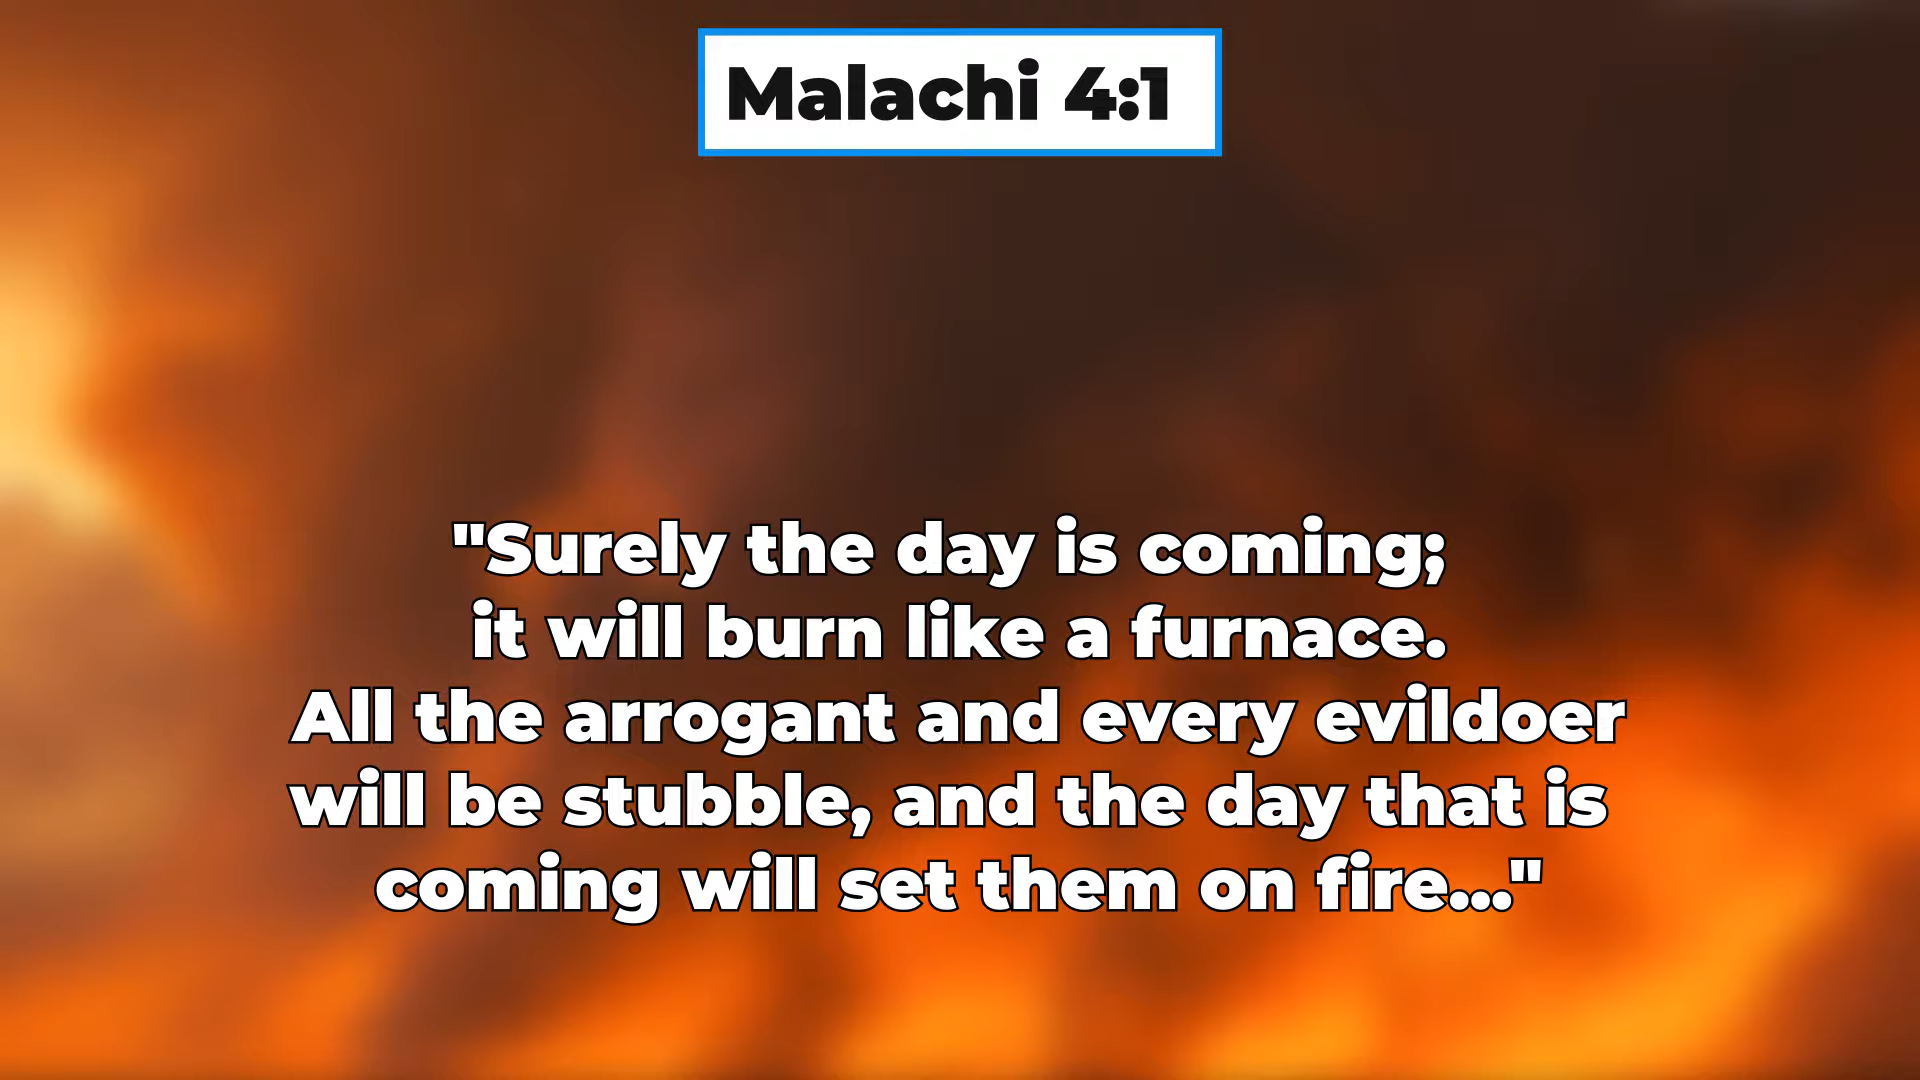 Malachi 4:1
"Surely the day is coming;
it will burn like a furnace.
All the arrogant and every evildoer
will be stubble, and the day that is
coming will set them on fire..."